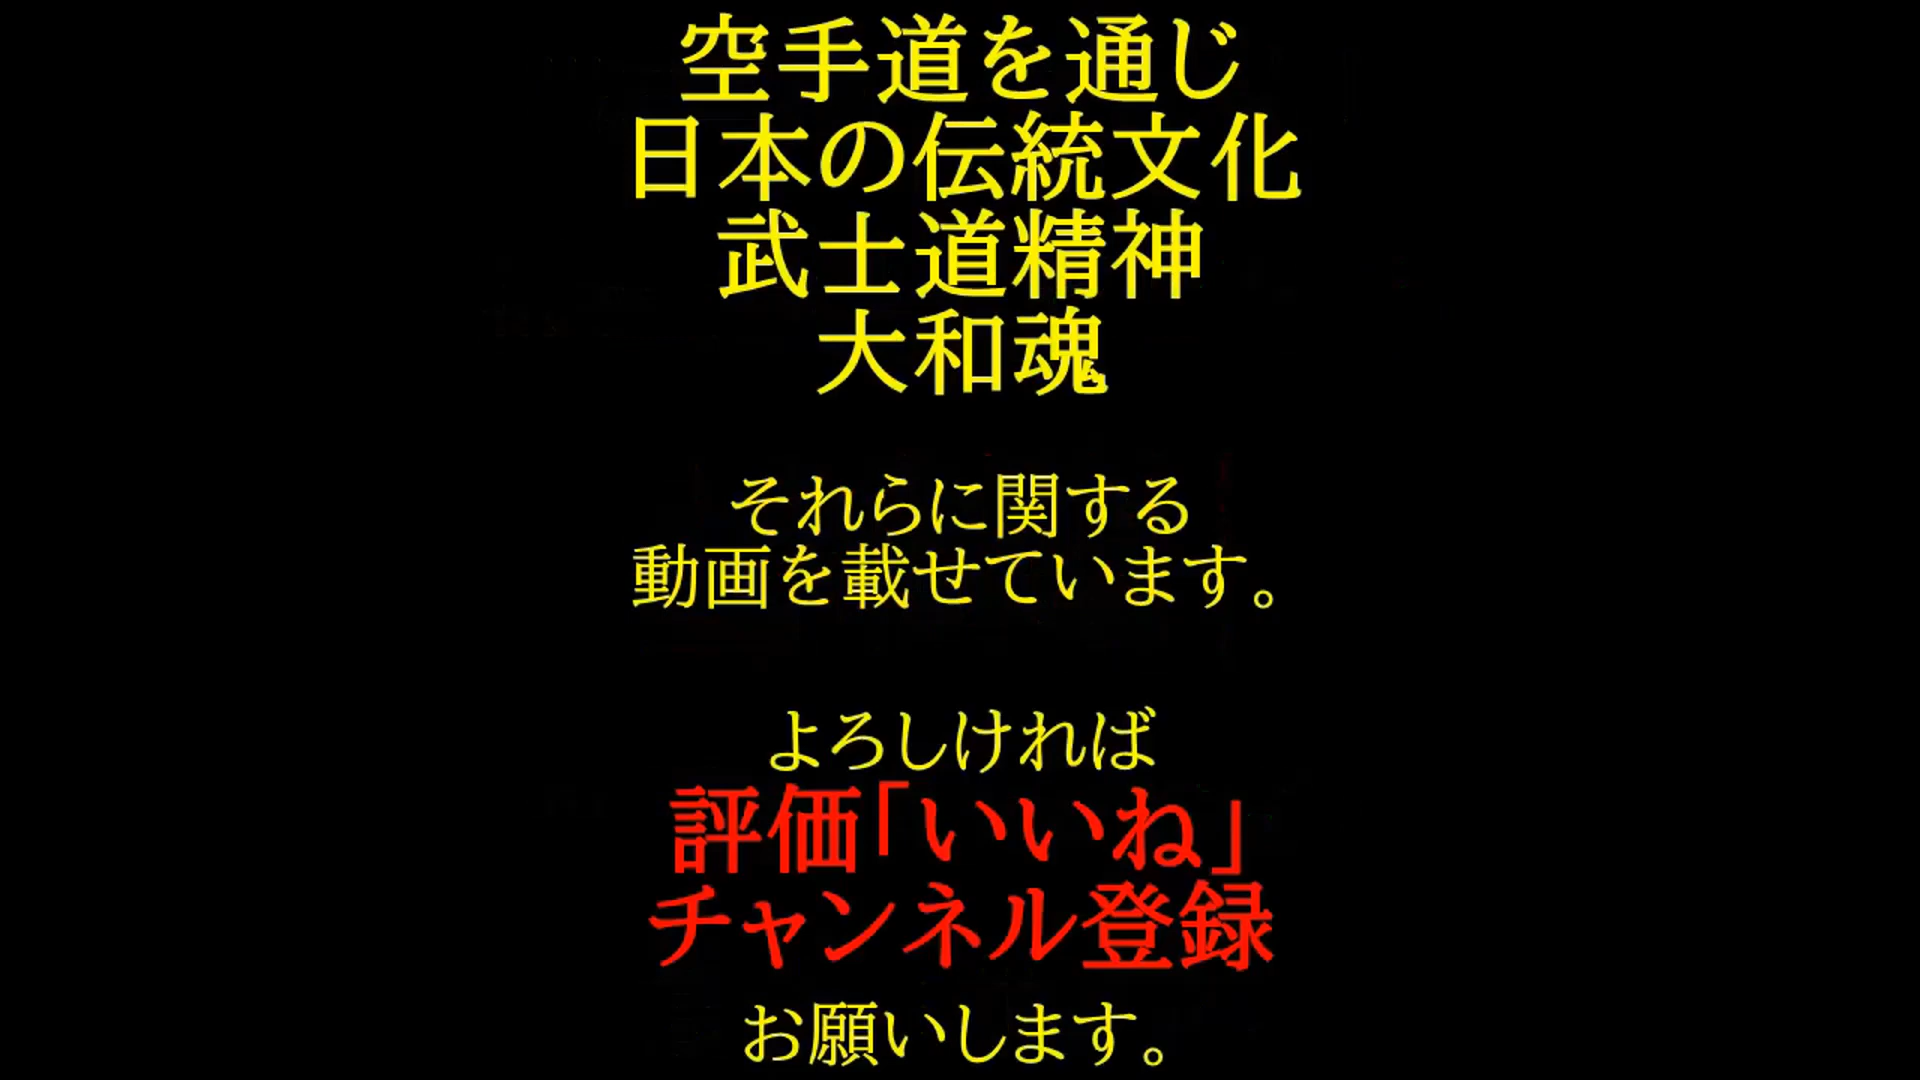 空手道を通じ
日本の伝統文化
武士道精神
大和魂
それらに関する
動画を載せています。
よろしければ
評価「いいね」
チャンネル登録
お願いします。